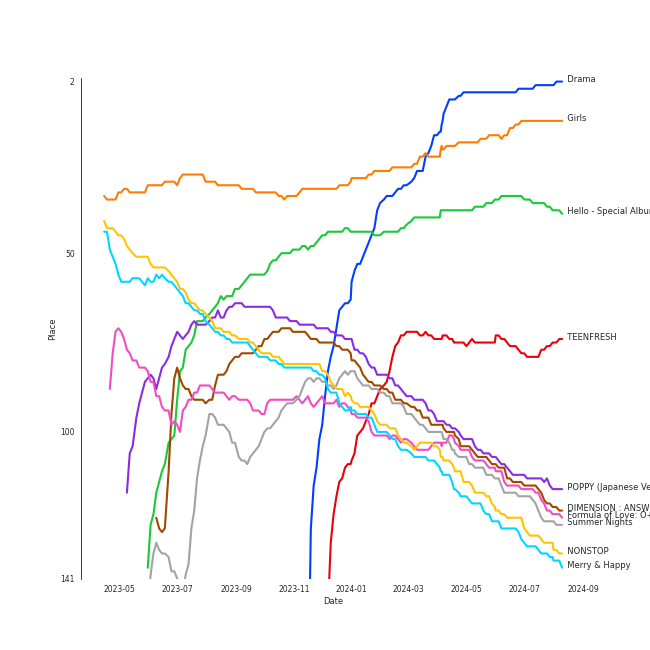 2
Drama
Girls
Hello - Special Albu
50
Place
TEENFRESH
100
POPPY (Japanese Ve
DIMENSION : ANSW
Formula of Love: O+
Summer Nights
NONSTOP
Merry & Happy
141
2023-05 2023-07 2023-09 2023-11 2024-01 2024-03 2024-05 2024-07 2024-09
Date